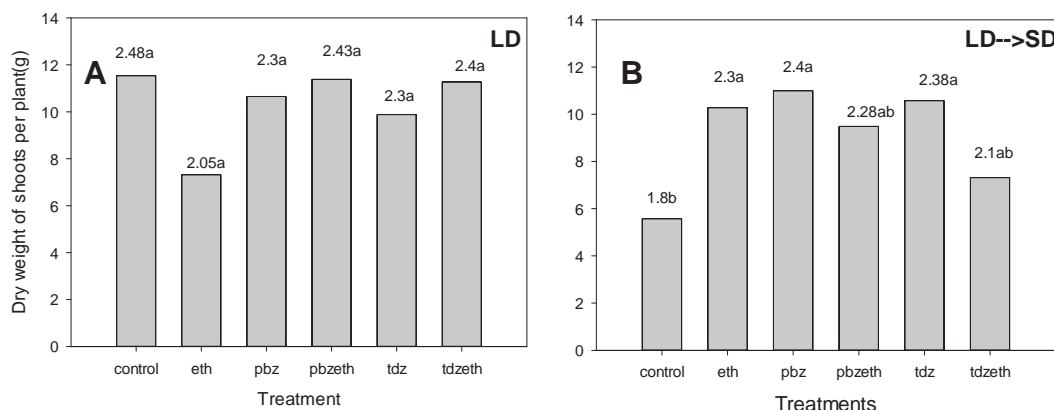 A
LD
Dry weight of shoots per plant(g)
14
12
10
8
6
4
2
0
2.48a
2.05a
2.3a
2.43a
2.3a
2.4a
control eth pbz pbzeth tdz tdzeth
Treatment
B
LD-->SD
14
12
10
8
6
4
2
0
1.8b
2.3a
2.4a
2.28ab
2.38a
2.1ab
control eth pbz pbzeth tdz tdzeth
Treatments